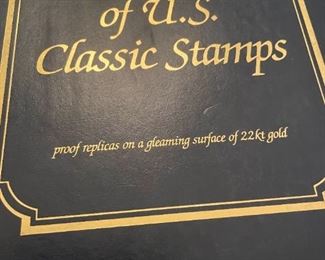 of U.S.
Classic Stamps
proof replicas on a gleaming surface of 22kt gold